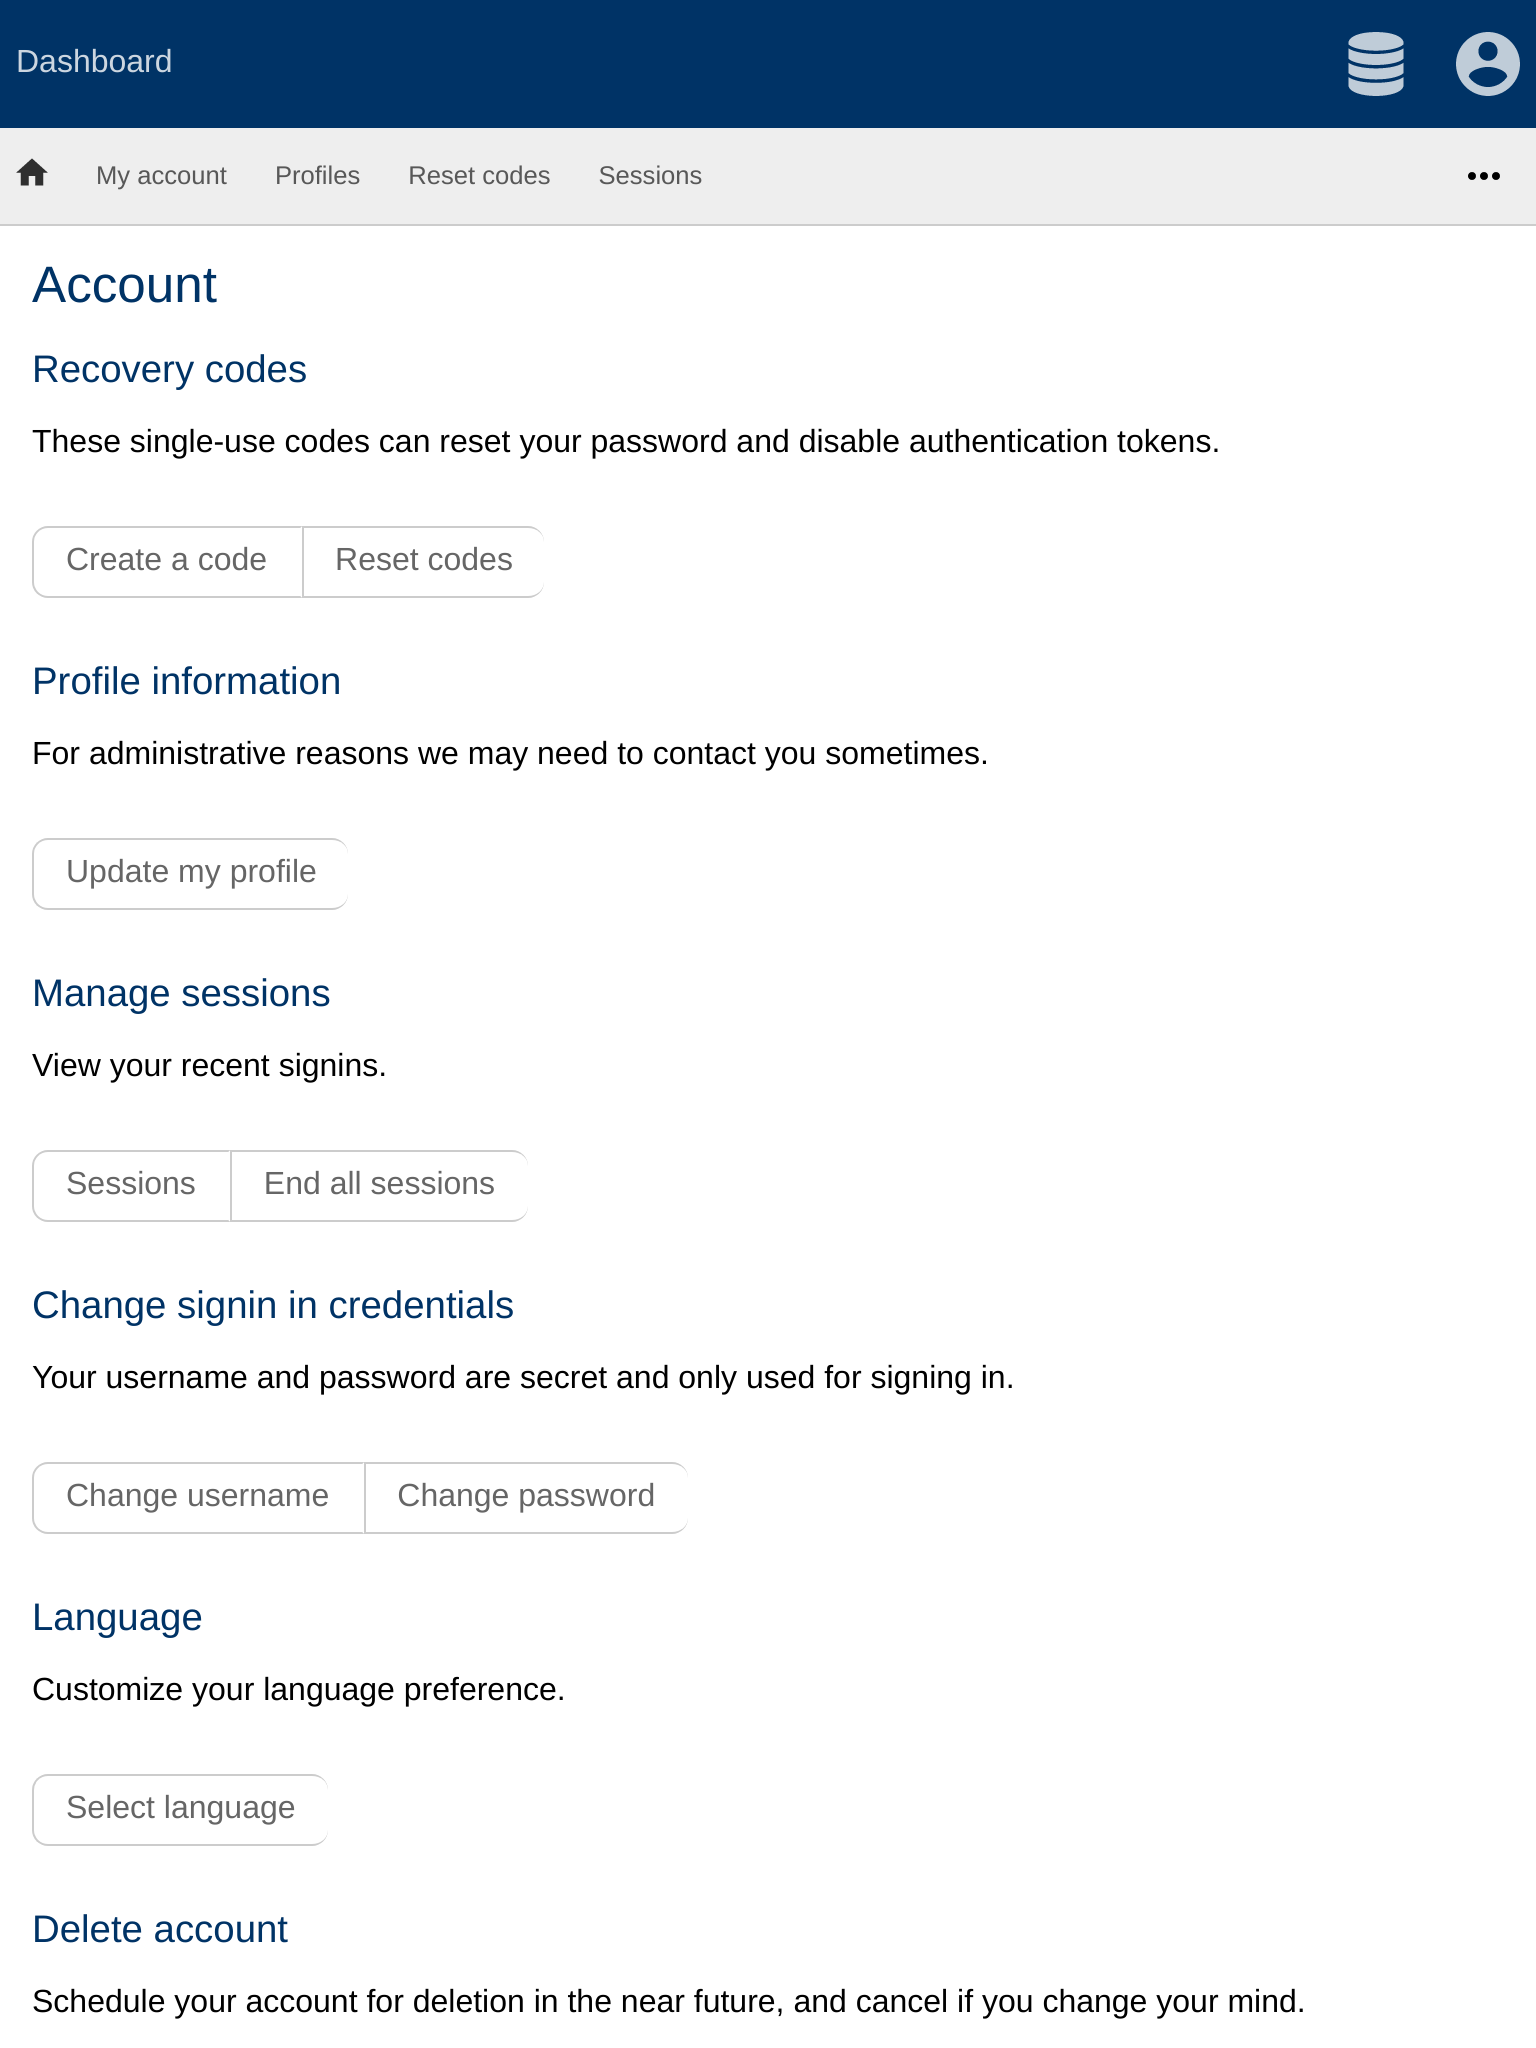 Dashboard
My account Profiles Reset codes Sessions
Account
Recovery codes
These single-use codes can reset your password and disable authentication tokens.
Create a code Reset codes
Profile information
For administrative reasons we may need to contact you sometimes.
Update my profile
Manage sessions
View your recent signins.
Sessions End all sessions
Change signin in credentials
Your username and password are secret and only used for signing in.
Change username Change password
Language
Customize your language preference.
Select language
Delete account
Schedule your account for deletion in the near future, and cancel if you change your mind.